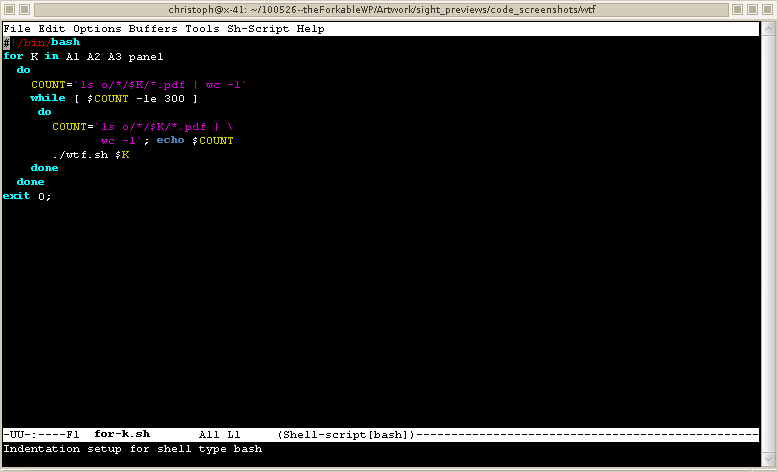 christoph@x-41: ~/100526--theForkableWP/Artwork/sight_previews/code_screenshots/wtf
File Edit Options Buffers Tools Sh-Script Help
#!/bin/bash
for K in A1 A2 A3 panel
  do
    COUNT=`ls o/*/$K/*.pdf | wc -l`
    while [ $COUNT -le 300 ]
     do
       COUNT=`ls o/*/$K/*.pdf | \
              wc -l`; echo $COUNT
       ./wtf.sh $K
    done
  done
exit 0;
-UU-:----F1  for-k.sh       All L1     (Shell-script[bash])--------------------------------------------------
Indentation setup for shell type bash